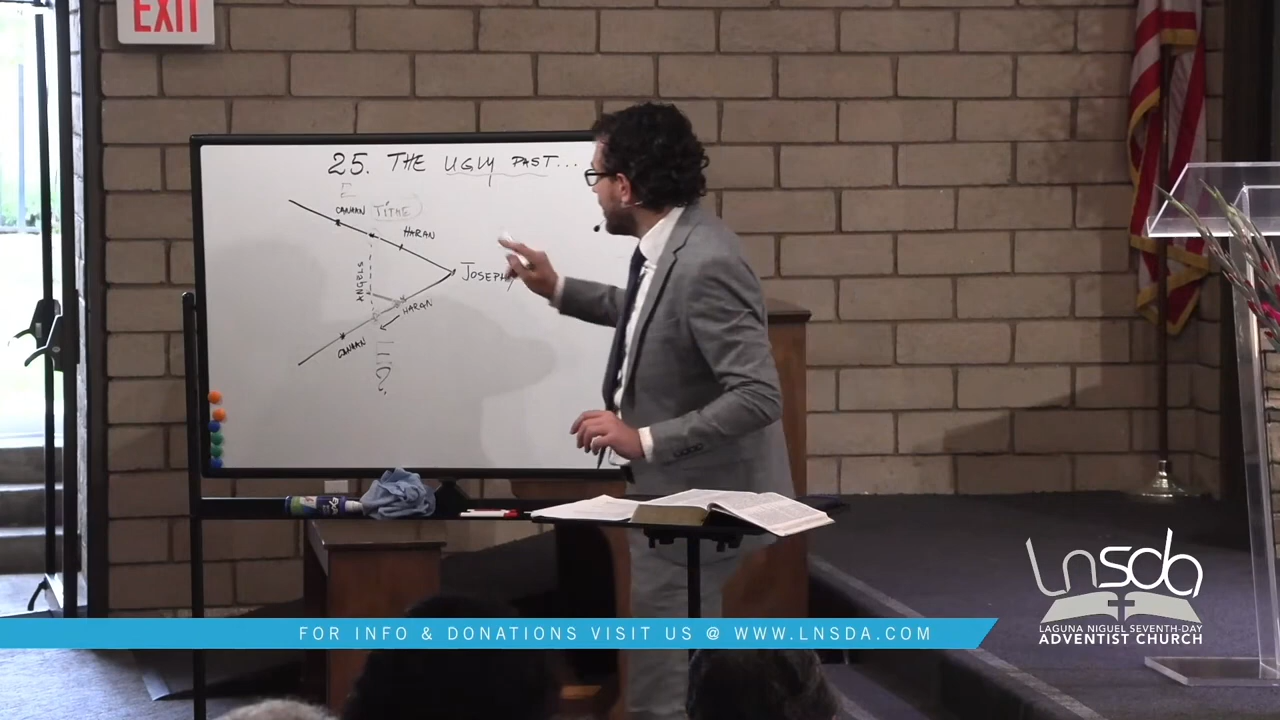 EXIT
25. THE UGLY PAST...
E
CANAAN
TITHE
HARAN
ANGELS
JOSEPH
HARAN
CANAAN
?
lnsda
LAGUNA NIGUEL SEVENTH-DAY
ADVENTIST CHURCH
FOR INFO & DONATIONS VISIT US @ WWW.LNSDA.COM